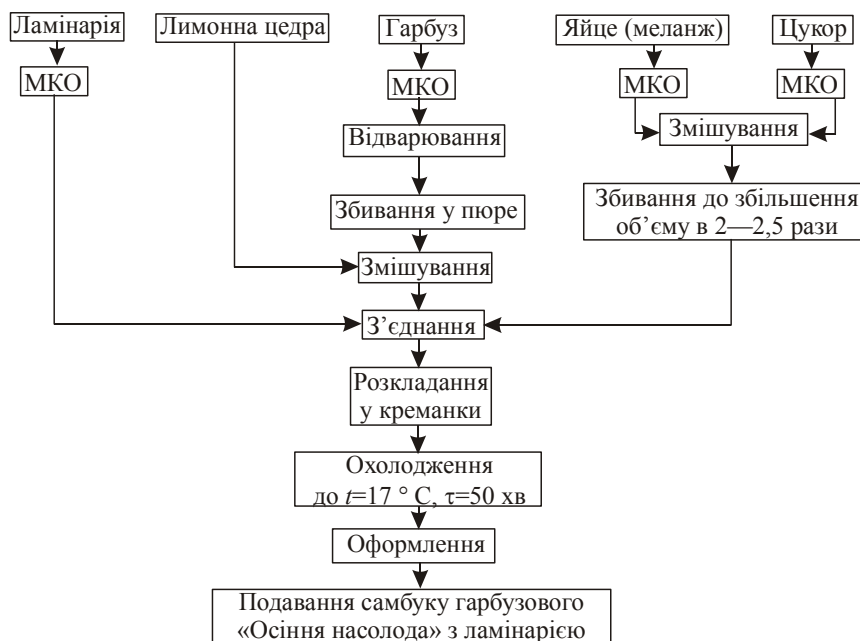 Ламінарія
Лимонна цедра
Гарбуз
Яйце (меланж)
Цукор
МКО
МКО
МКО
МКО
Відварювання
Змішування
Збивання у пюре
Збивання до збільшення
об’єму в 2—2,5 рази
Змішування
З’єднання
Розкладання
у креманки
Охолодження
до t=17 ° С, τ=50 хв
Оформлення
Подавання самбуку гарбузового
«Осіння насолода» з ламінарією